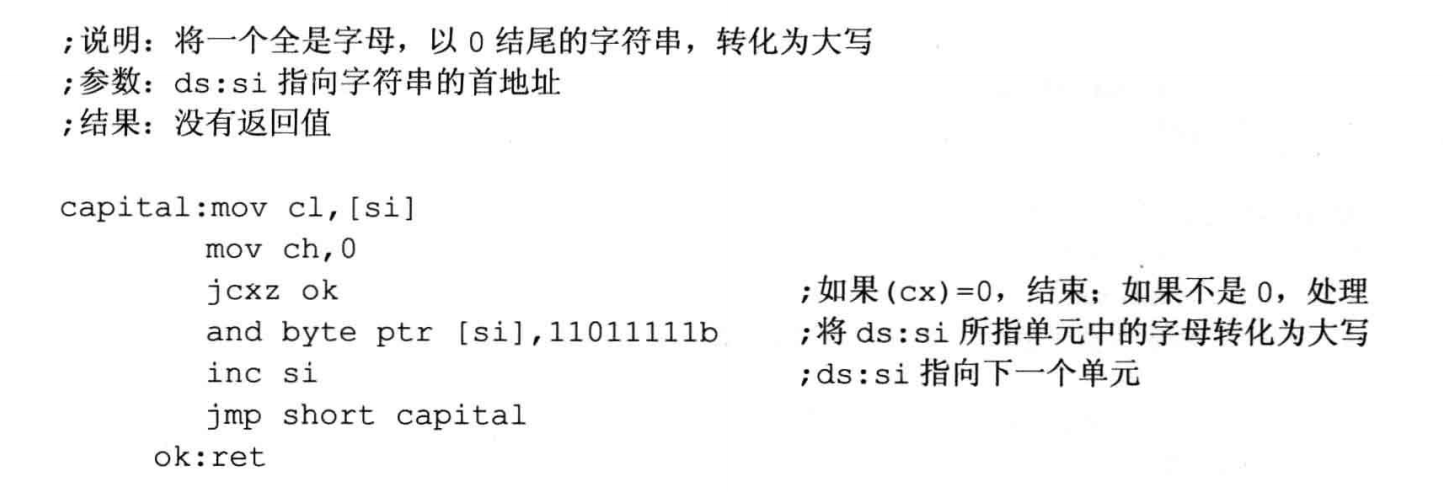 ;说明：将一个全是字母，以 0 结尾的字符串，转化为大写
;参数：ds:si 指向字符串的首地址
;结果：没有返回值
capital:mov cl,[si]
mov ch,0
jcxz ok ;如果(cx)=0，结束；如果不是 0，处理
and byte ptr [si],11011111b ;将 ds:si 所指单元中的字母转化为大写
inc si ;ds:si 指向下一个单元
jmp short capital
ok:ret